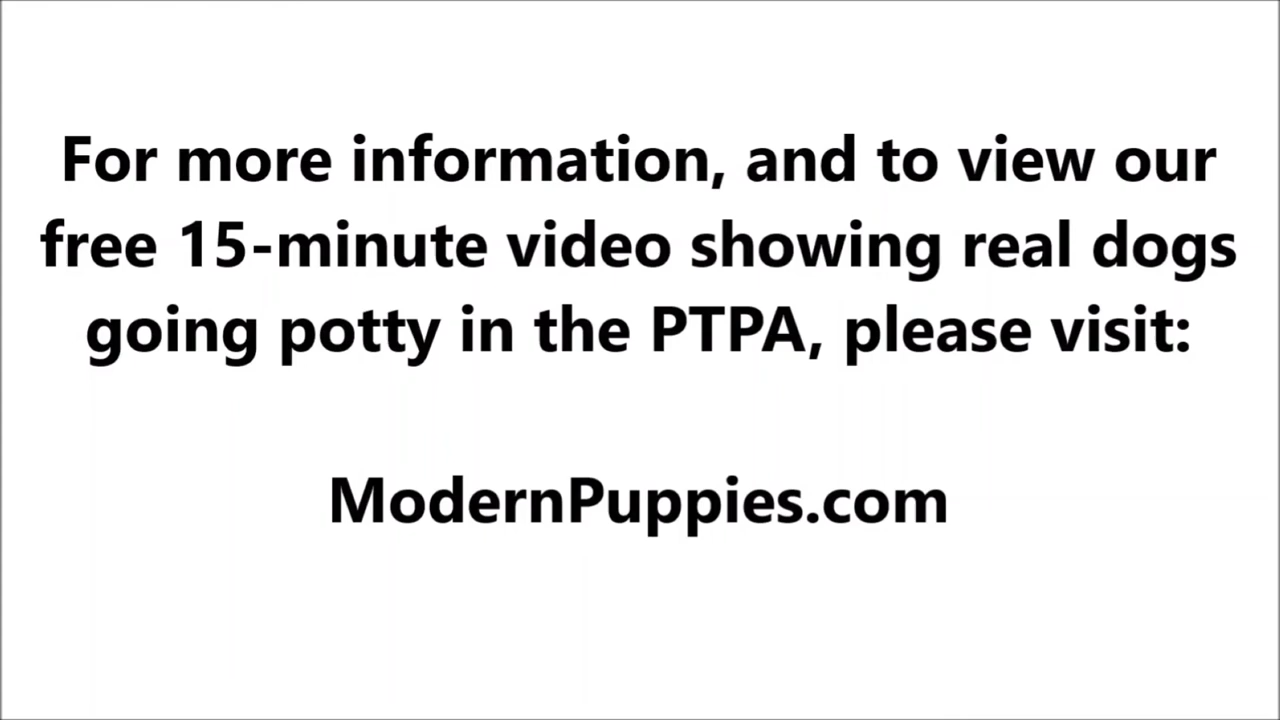 For more information, and to view our
free 15-minute video showing real dogs
going potty in the PTPA, please visit:
ModernPuppies.com